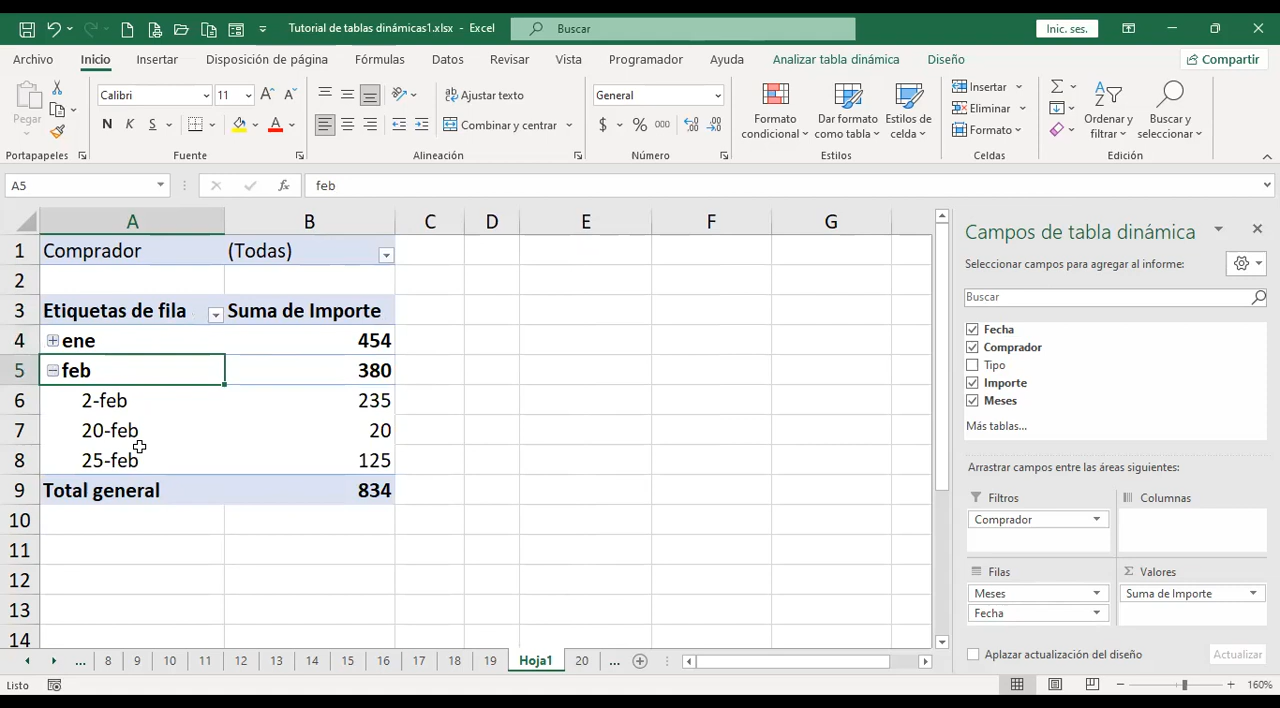 Tutorial de tablas dinámicas1.xlsx - Excel
Buscar
Inic. ses.
Archivo Inicio Insertar Disposición de página Fórmulas Datos Revisar Vista Programador Ayuda Analizar tabla dinámica Diseño Compartir
Pegar
Calibri 11
N K S
Ajustar texto
Combinar y centrar
General
$ % 000
Formato condicional
Dar formato como tabla
Estilos de celda
Insertar
Eliminar
Formato
Ordenar y filtrar
Buscar y seleccionar
Portapapeles Fuente Alineación Número Estilos Celdas Edición
A5 fx feb
A B C D E F G
1 Comprador (Todas)
2
3 Etiquetas de fila Suma de Importe
4 ene 454
5 feb 380
6 2-feb 235
7 20-feb 20
8 25-feb 125
9 Total general 834
10
11
12
13
14
Campos de tabla dinámica
Seleccionar campos para agregar al informe:
Buscar
Fecha
Comprador
Tipo
Importe
Meses
Más tablas...
Arrastrar campos entre las áreas siguientes:
Filtros Columnas
Comprador
Filas Σ Valores
Meses Suma de Importe
Fecha
Aplazar actualización del diseño Actualizar
... 8 9 10 11 12 13 14 15 16 17 18 19 Hoja1 20 ...
Listo 160%